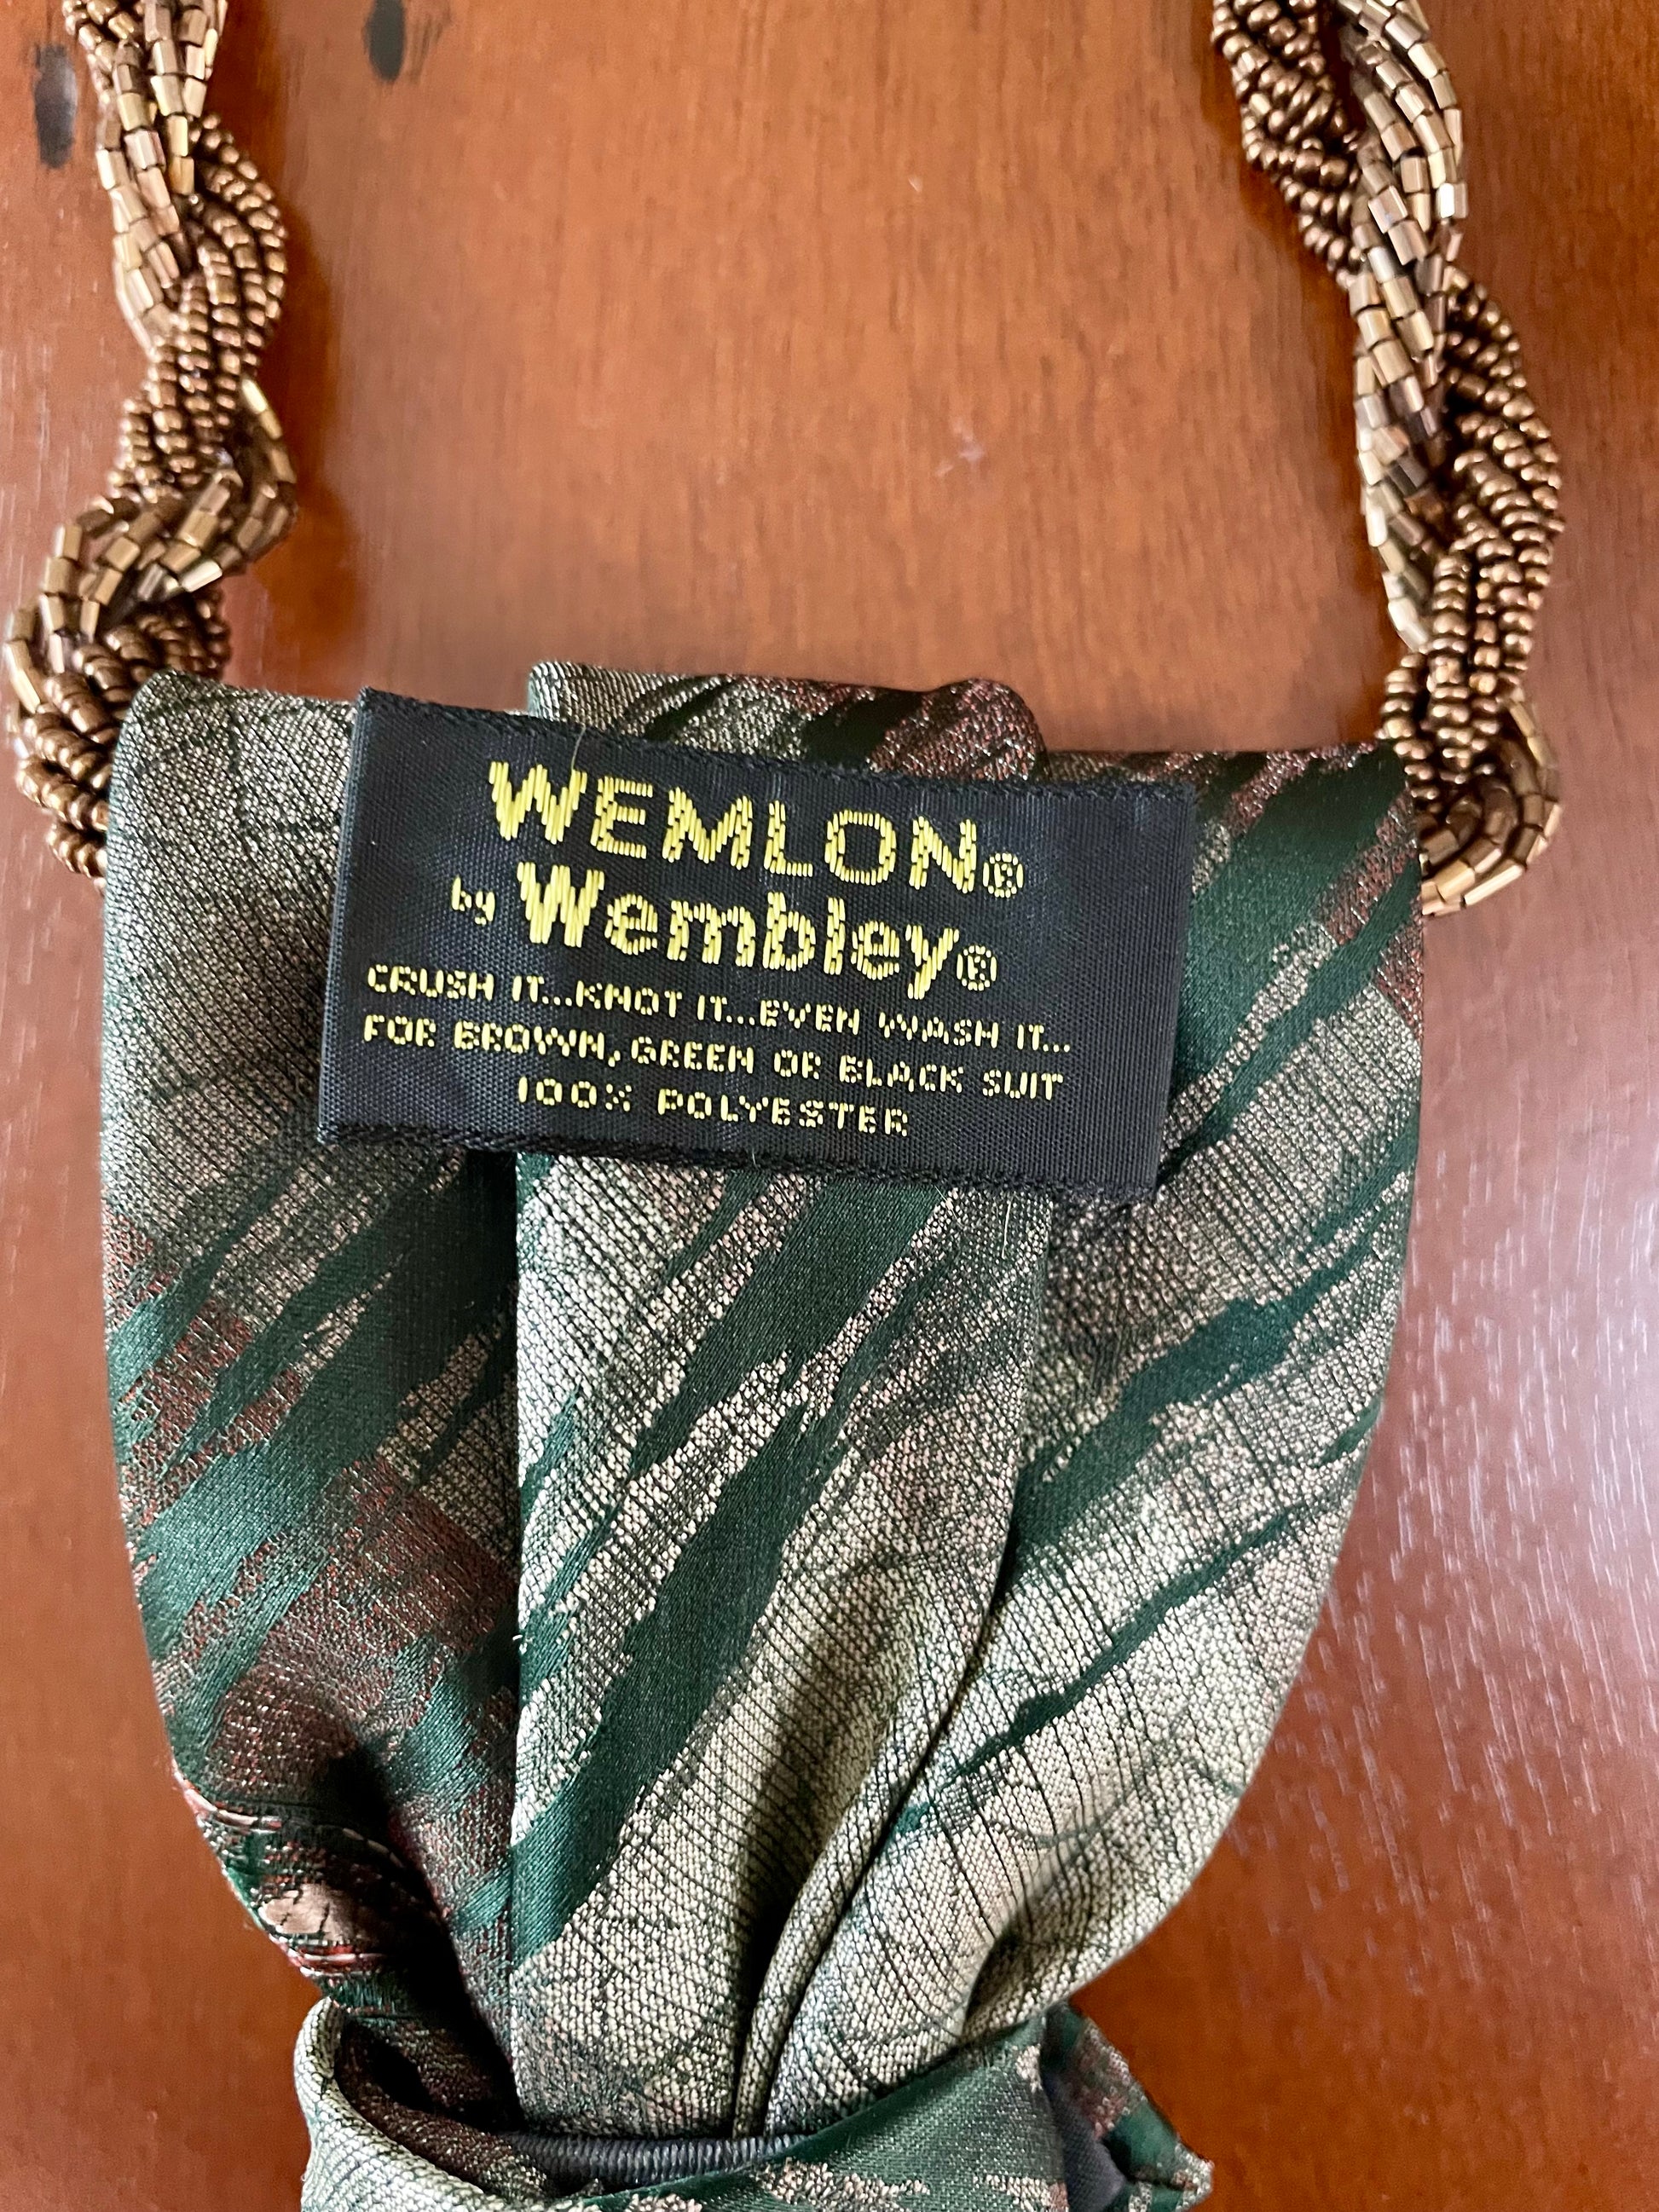 WEMLON®
by Wembley®
CRUSH IT...KNOT IT...EVEN WASH IT...
FOR BROWN, GREEN OR BLACK SUIT
100% POLYESTER